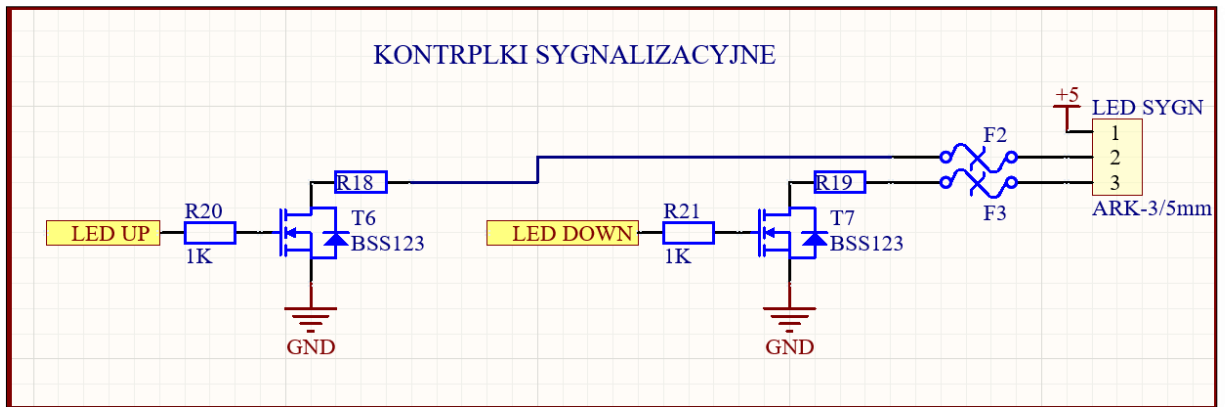 KONTRPLKI SYGNALIZACYJNE
+5
LED SYGN
F2
1
2
3
R18
R19
F3
ARK-3/5mm
R20
T6
R21
T7
LED UP
BSS123
LED DOWN
BSS123
1K
1K
GND
GND